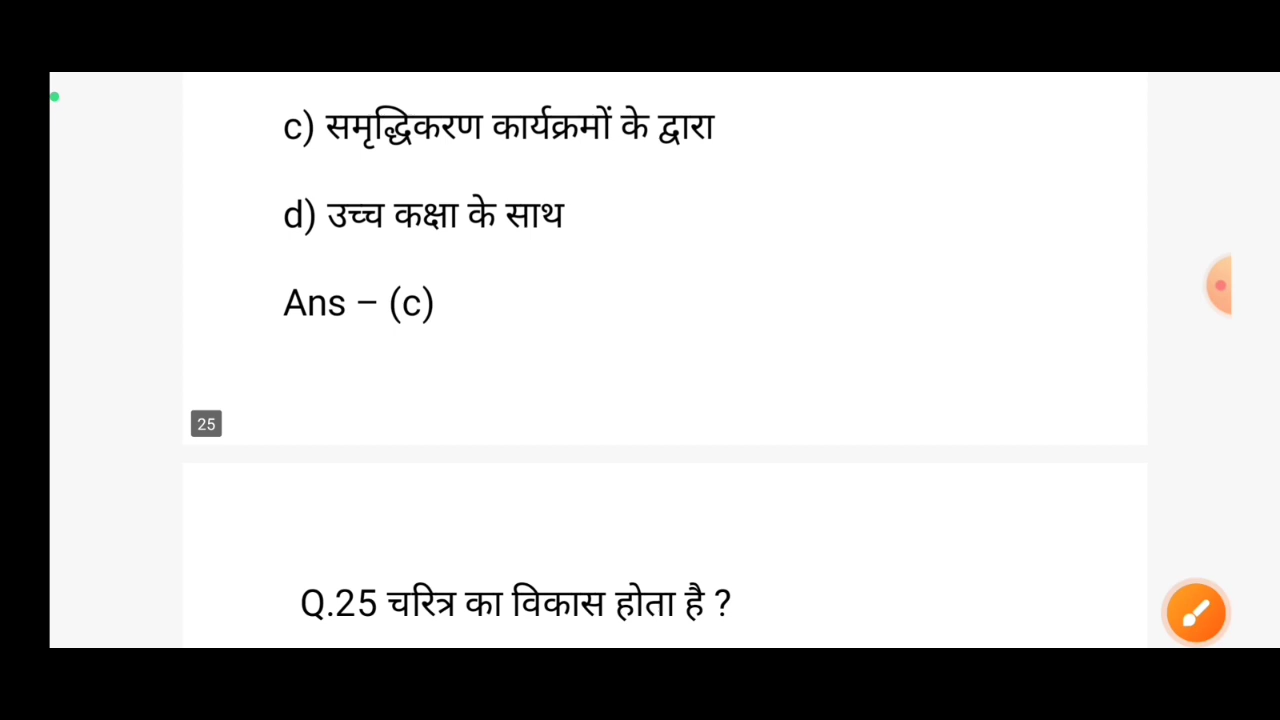 c) समृद्धिकरण कार्यक्रमों के द्वारा
d) उच्च कक्षा के साथ
Ans – (c)
25
Q.25 चरित्र का विकास होता है ?